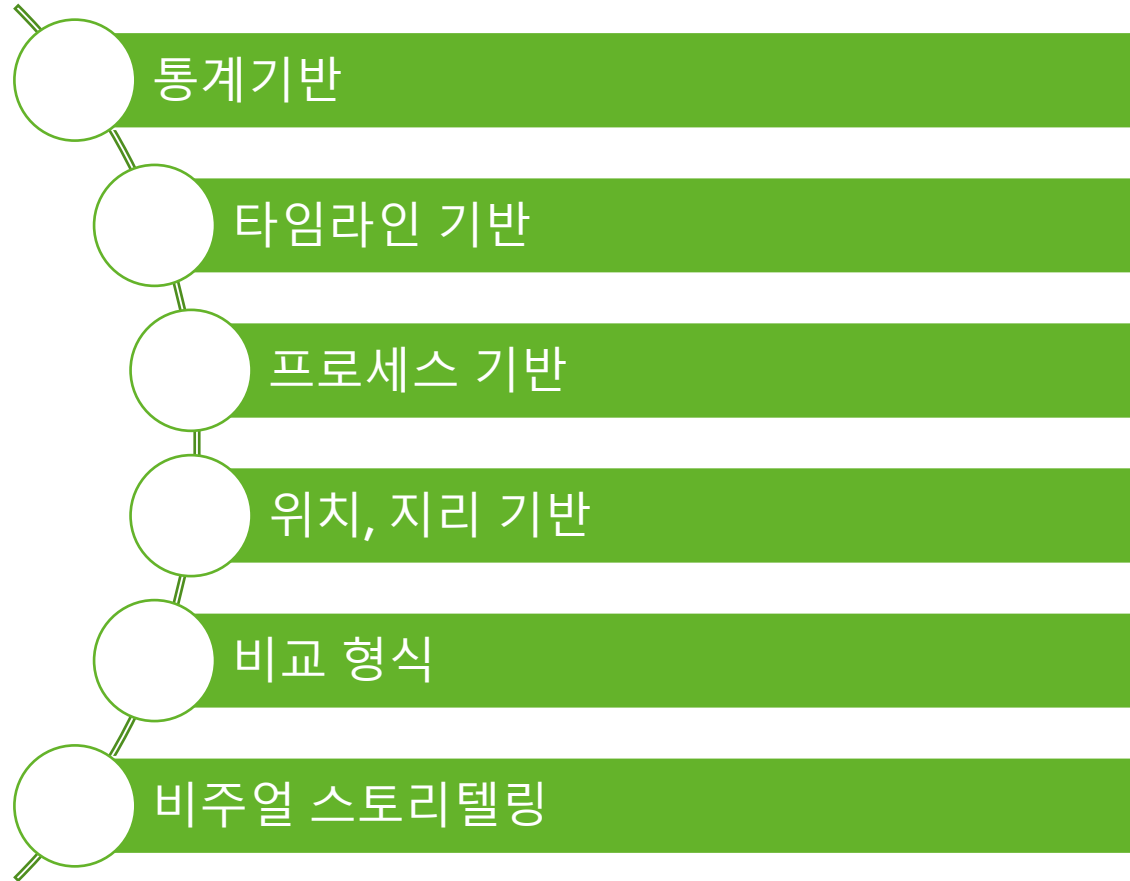 통계기반
타임라인 기반
프로세스 기반
위치, 지리 기반
비교 형식
비주얼 스토리텔링